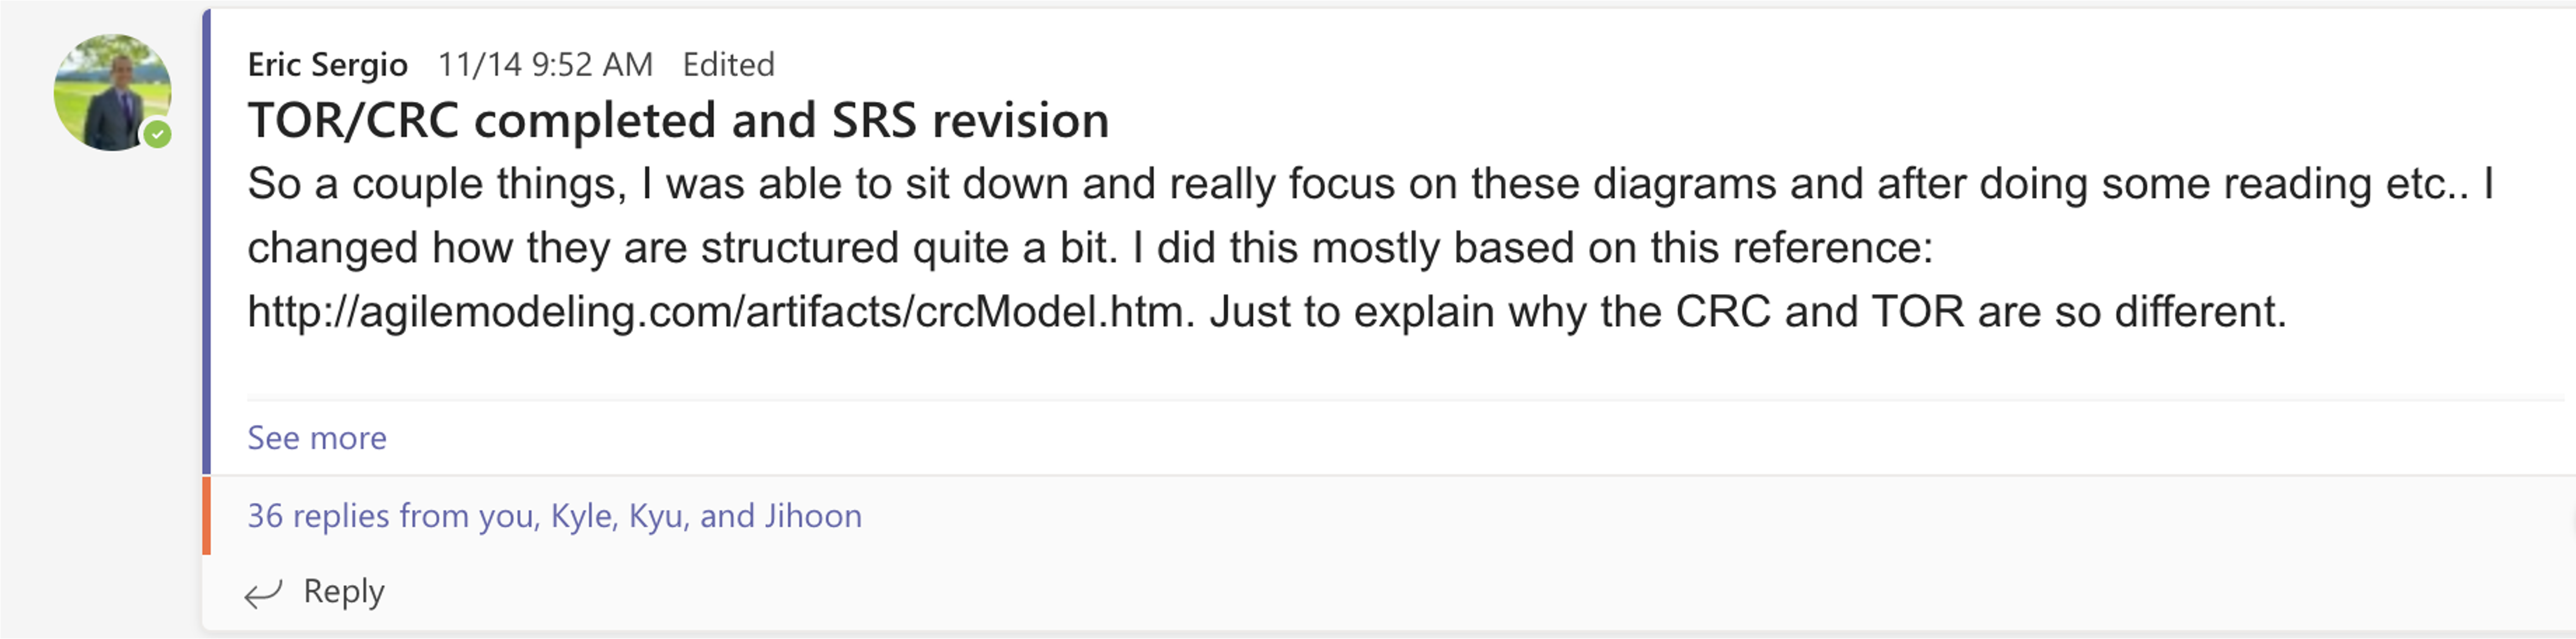 Eric Sergio 11/14 9:52 AM Edited
TOR/CRC completed and SRS revision
So a couple things, I was able to sit down and really focus on these diagrams and after doing some reading etc.. I
changed how they are structured quite a bit. I did this mostly based on this reference:
http://agilemodeling.com/artifacts/crcModel.htm. Just to explain why the CRC and TOR are so different.
See more
36 replies from you, Kyle, Kyu, and Jihoon
Reply